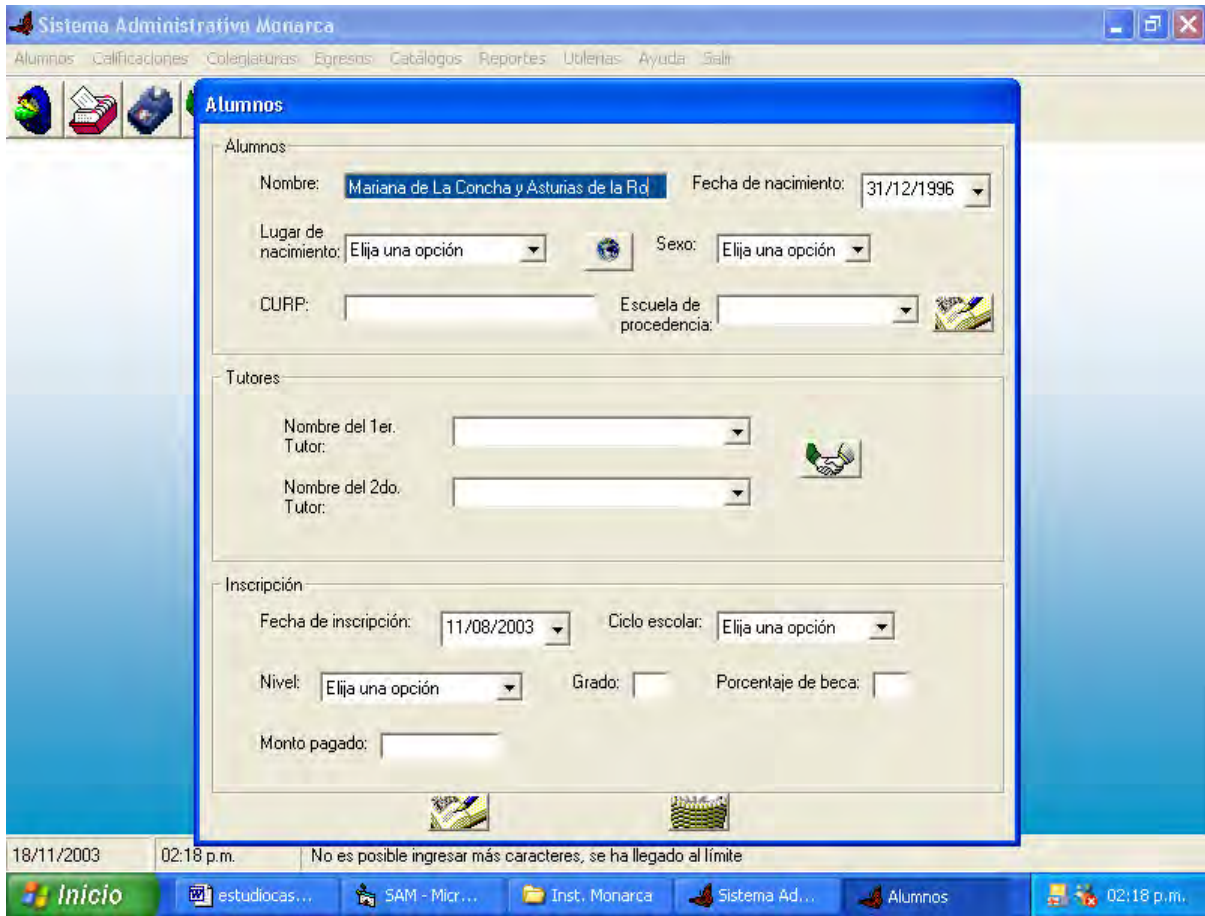 Sistema Administrativo Monarca
Alumnos Calificaciones Colegiaturas Egresos Catálogos Reportes Utilerías Ayuda Salir
Alumnos
Alumnos
Nombre: Mariana de La Concha y Asturias de la Ro Fecha de nacimiento: 31/12/1996
Lugar de
nacimiento: Elija una opción Sexo: Elija una opción
CURP: Escuela de
procedencia:
Tutores
Nombre del 1er.
Tutor:
Nombre del 2do.
Tutor:
Inscripción
Fecha de inscripción: 11/08/2003 Ciclo escolar: Elija una opción
Nivel: Elija una opción Grado: Porcentaje de beca:
Monto pagado:
18/11/2003 02:18 p.m. No es posible ingresar más caracteres, se ha llegado al límite
Inicio estudiocas... SAM - Micr... Inst. Monarca Sistema Ad... Alumnos 02:18 p.m.